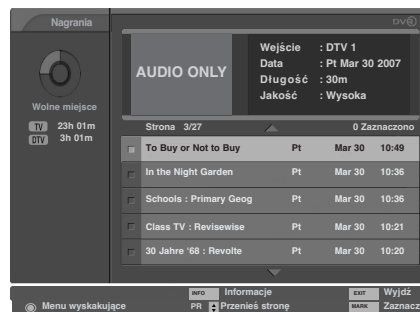 Nagrania
DVR
AUDIO ONLY
Wejście : DTV 1
Data : Pt Mar 30 2007
Długość : 30m
Jakość : Wysoka
Wolne miejsce
TV 23h 01m
DTV 3h 01m
Strona 3/27 0 Zaznaczono
To Buy or Not to Buy Pt Mar 30 10:49
In the Night Garden Pt Mar 30 10:36
Schools : Primary Geog Pt Mar 30 10:36
Class TV : Revisewise Pt Mar 30 10:21
30 Jahre '68 : Revolte Pt Mar 30 10:20
INFO Informacje EXIT Wyjdź
Menu wyskakujące PR Przenieś stronę MARK Zaznacz